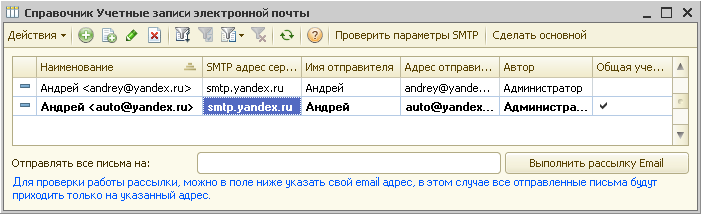 Справочник Учетные записи электронной почты
Действия Проверить параметры SMTP Сделать основной
Наименование SMTP адрес сер... Имя отправителя Адрес отправи... Автор Общая уче...
Андрей <andrey@yandex.ru> smtp.yandex.ru Андрей andrey@yande... Администратор
Андрей <auto@yandex.ru> smtp.yandex.ru Андрей auto@yandex... Администра...
Отправлять все письма на: Выполнить рассылку Email
Для проверки работы рассылки, можно в поле ниже указать свой email адрес, в этом случае все отправленные письма будут
приходить только на указанный адрес.